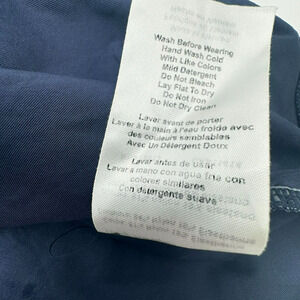 Wash Before Wearing
Hand Wash Cold
With Like Colors
Mild Detergent
Do Not Bleach
Lay Flat To Dry
Do Not Iron
Do Not Dry Clean
Laver avant de porter
Laver à la main à l'eau froide avec
des couleurs semblables
Avec Un Détergent Doux
Lavar antes de usar
Lavar a mano con agua fría con
colores similares
Con detergente suave